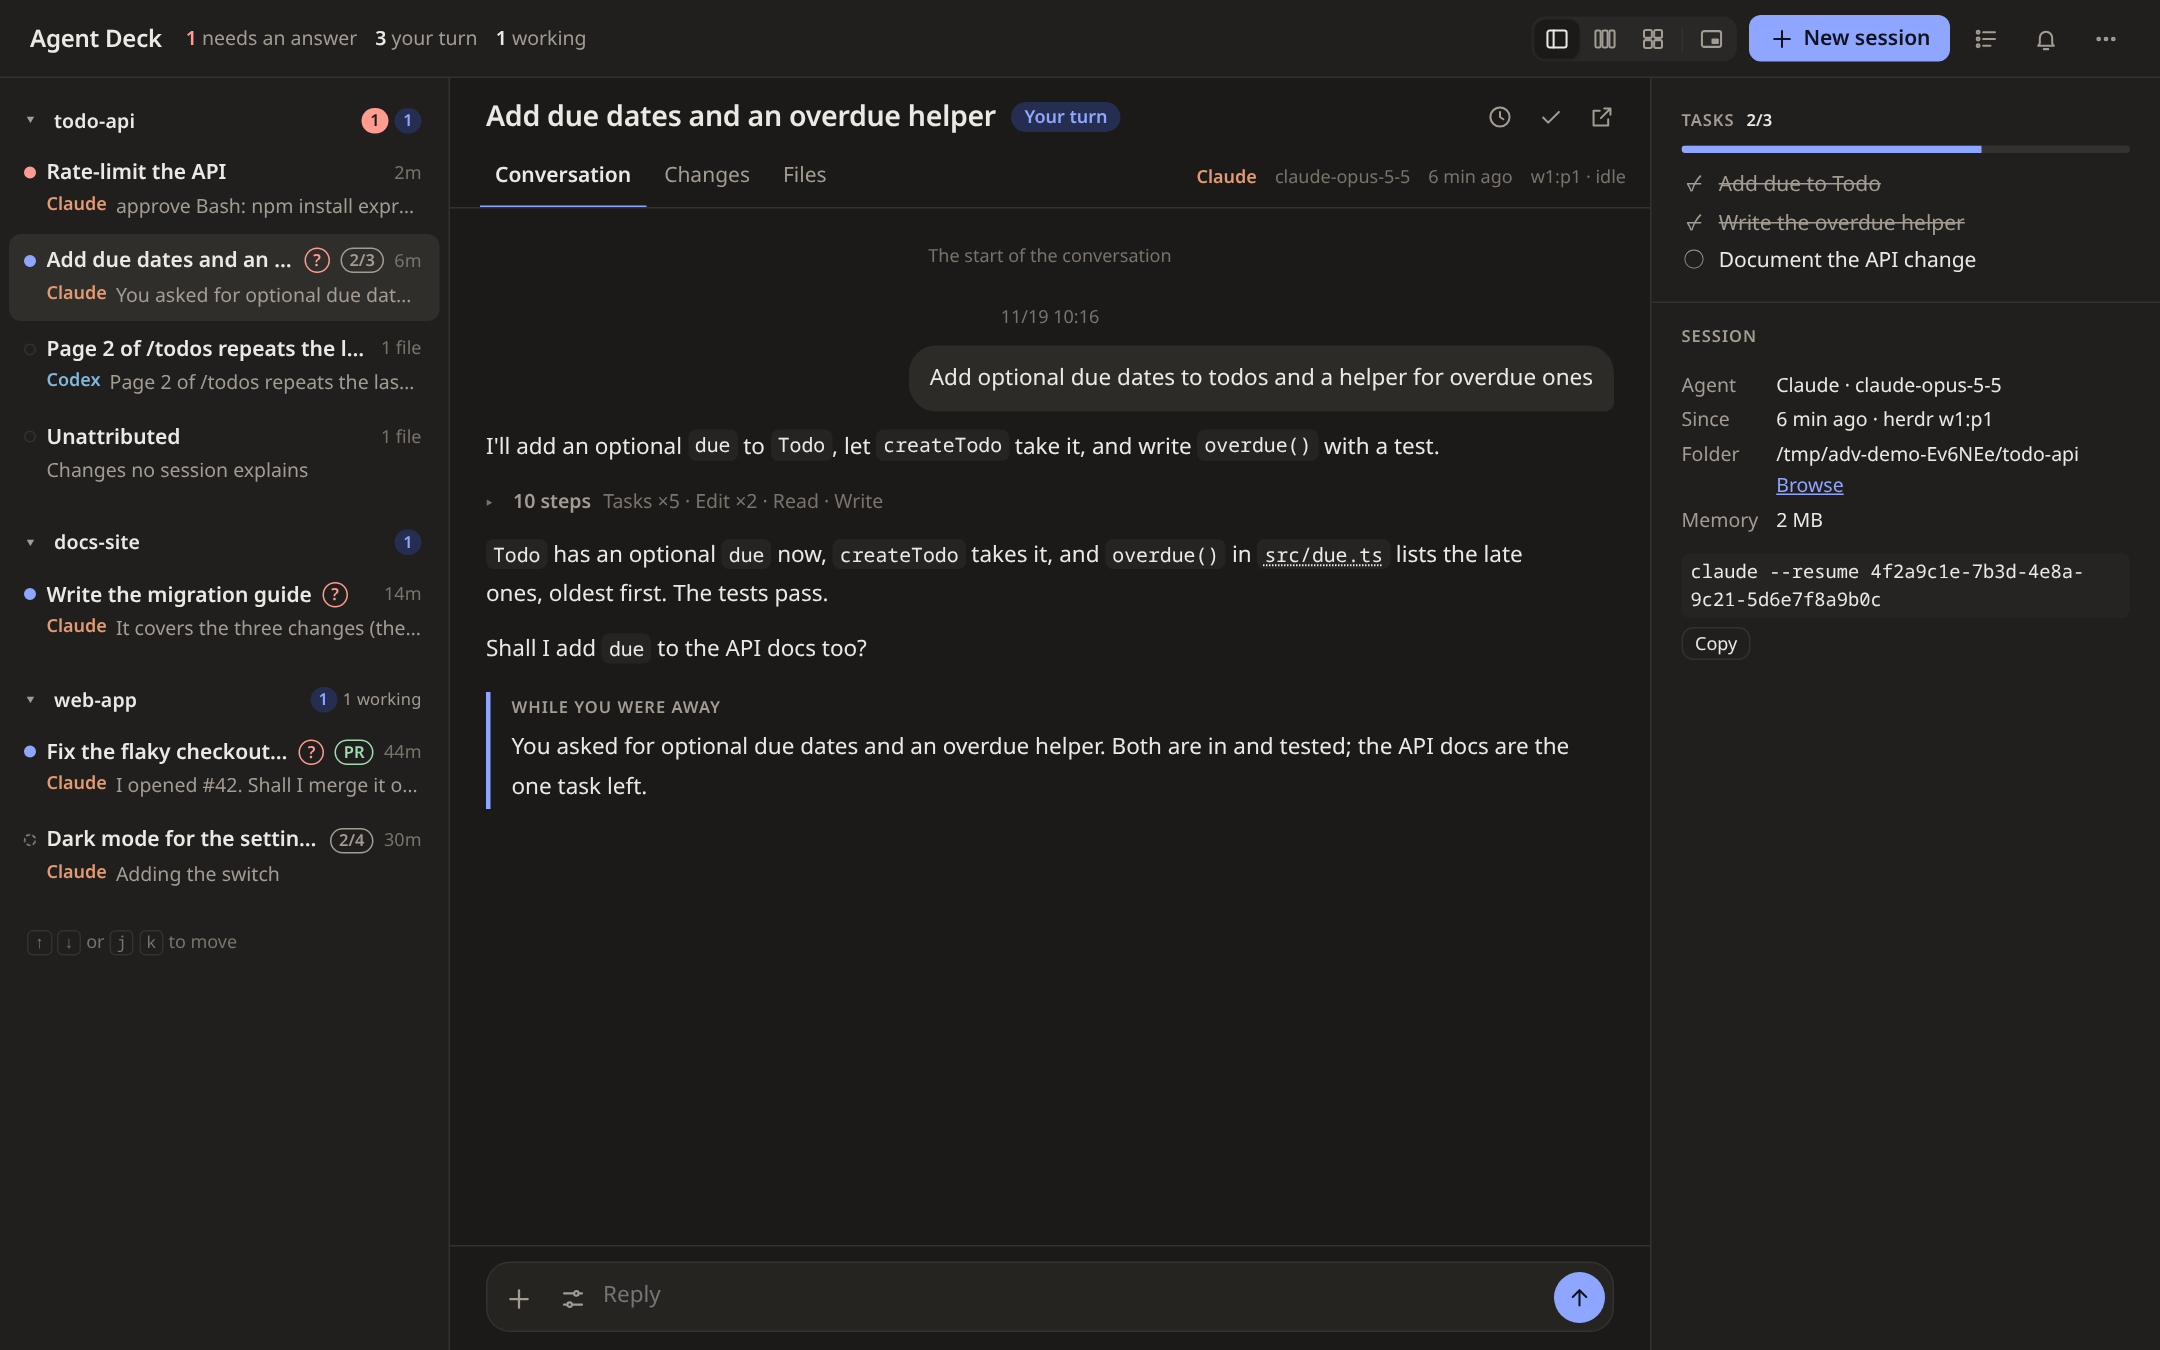 Agent Deck 1 needs an answer 3 your turn 1 working
New session
todo-api 1 1
Rate-limit the API 2m
Claude approve Bash: npm install expr...
Add due dates and an ... ? 2/3 6m
Claude You asked for optional due dat...
Page 2 of /todos repeats the l... 1 file
Codex Page 2 of /todos repeats the las...
Unattributed 1 file
Changes no session explains
docs-site 1
Write the migration guide ? 14m
Claude It covers the three changes (the...
web-app 1 1 working
Fix the flaky checkout... ? PR 44m
Claude I opened #42. Shall I merge it o...
Dark mode for the settin... 2/4 30m
Claude Adding the switch
↑ ↓ or j k to move
Add due dates and an overdue helper Your turn
Conversation Changes Files Claude claude-opus-5-5 6 min ago w1:p1 · idle
The start of the conversation
11/19 10:16
Add optional due dates to todos and a helper for overdue ones
I'll add an optional due to Todo, let createTodo take it, and write overdue() with a test.
10 steps Tasks ×5 · Edit ×2 · Read · Write
Todo has an optional due now, createTodo takes it, and overdue() in src/due.ts lists the late
ones, oldest first. The tests pass.
Shall I add due to the API docs too?
WHILE YOU WERE AWAY
You asked for optional due dates and an overdue helper. Both are in and tested; the API docs are the
one task left.
Reply
TASKS 2/3
Add due to Todo
Write the overdue helper
Document the API change
SESSION
Agent Claude · claude-opus-5-5
Since 6 min ago · herdr w1:p1
Folder /tmp/adv-demo-Ev6NEe/todo-api
Browse
Memory 2 MB
claude --resume 4f2a9c1e-7b3d-4e8a-
9c21-5d6e7f8a9b0c
Copy